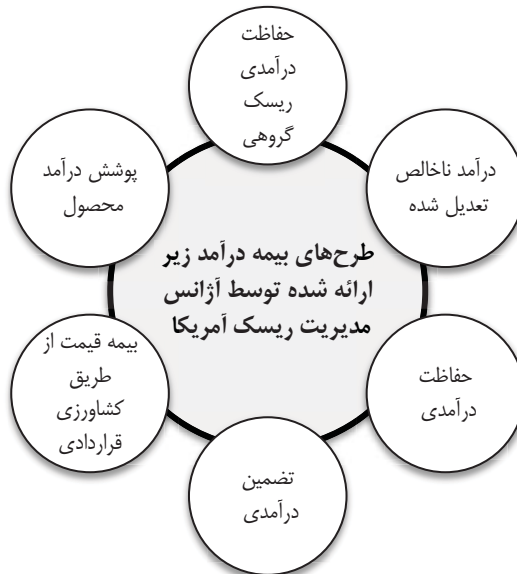 حفاظت
درآمدی
ریسک
گروهی
درآمد ناخالص
تعدیل شده
پوشش درآمد
محصول
طرح‌های بیمه درآمد زیر
ارائه شده توسط آژانس
مدیریت ریسک آمریکا
حفاظت
درآمدی
بیمه قیمت از
طریق
کشاورزی
قراردادی
تضمین
درآمدی